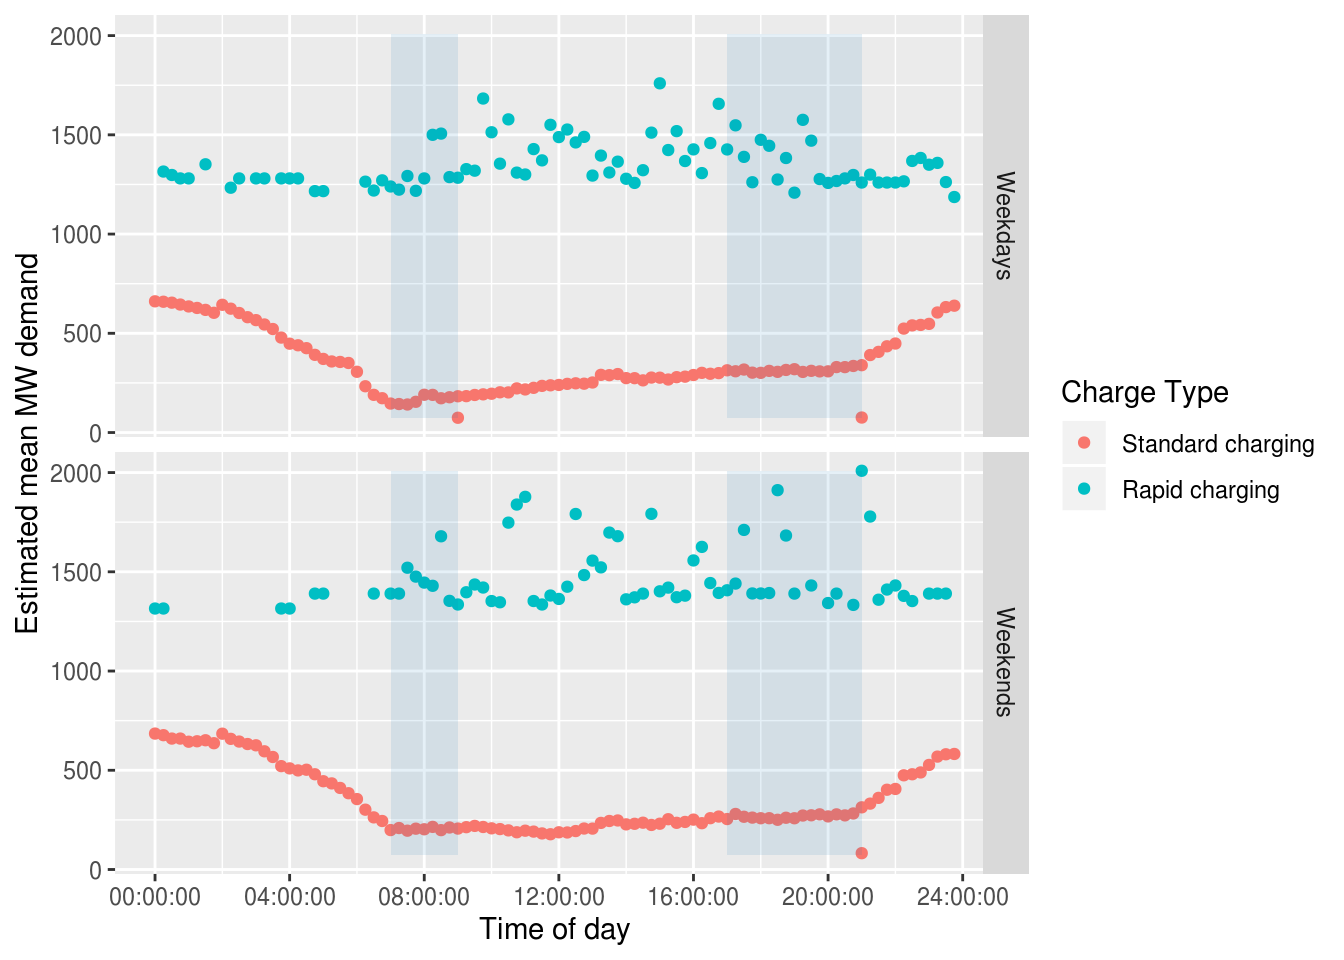 Estimated mean MW demand
2000
1500
1000
500
0
Weekdays
2000
1500
1000
500
0
Weekends
00:00:00 04:00:00 08:00:00 12:00:00 16:00:00 20:00:00 24:00:00
Time of day
Charge Type
Standard charging
Rapid charging